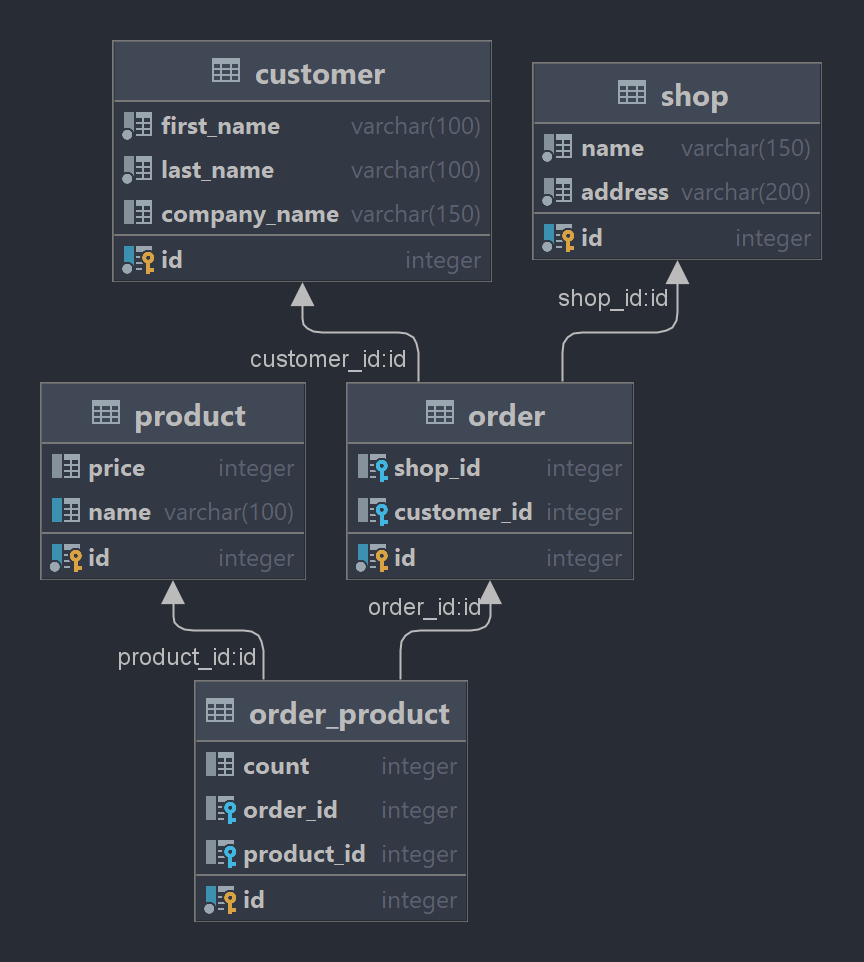 customer
first_name varchar(100)
last_name varchar(100)
company_name varchar(150)
id integer
shop
name varchar(150)
address varchar(200)
id integer
customer_id:id
shop_id:id
product
price integer
name varchar(100)
id integer
order
shop_id integer
customer_id integer
id integer
product_id:id
order_id:id
order_product
count integer
order_id integer
product_id integer
id integer